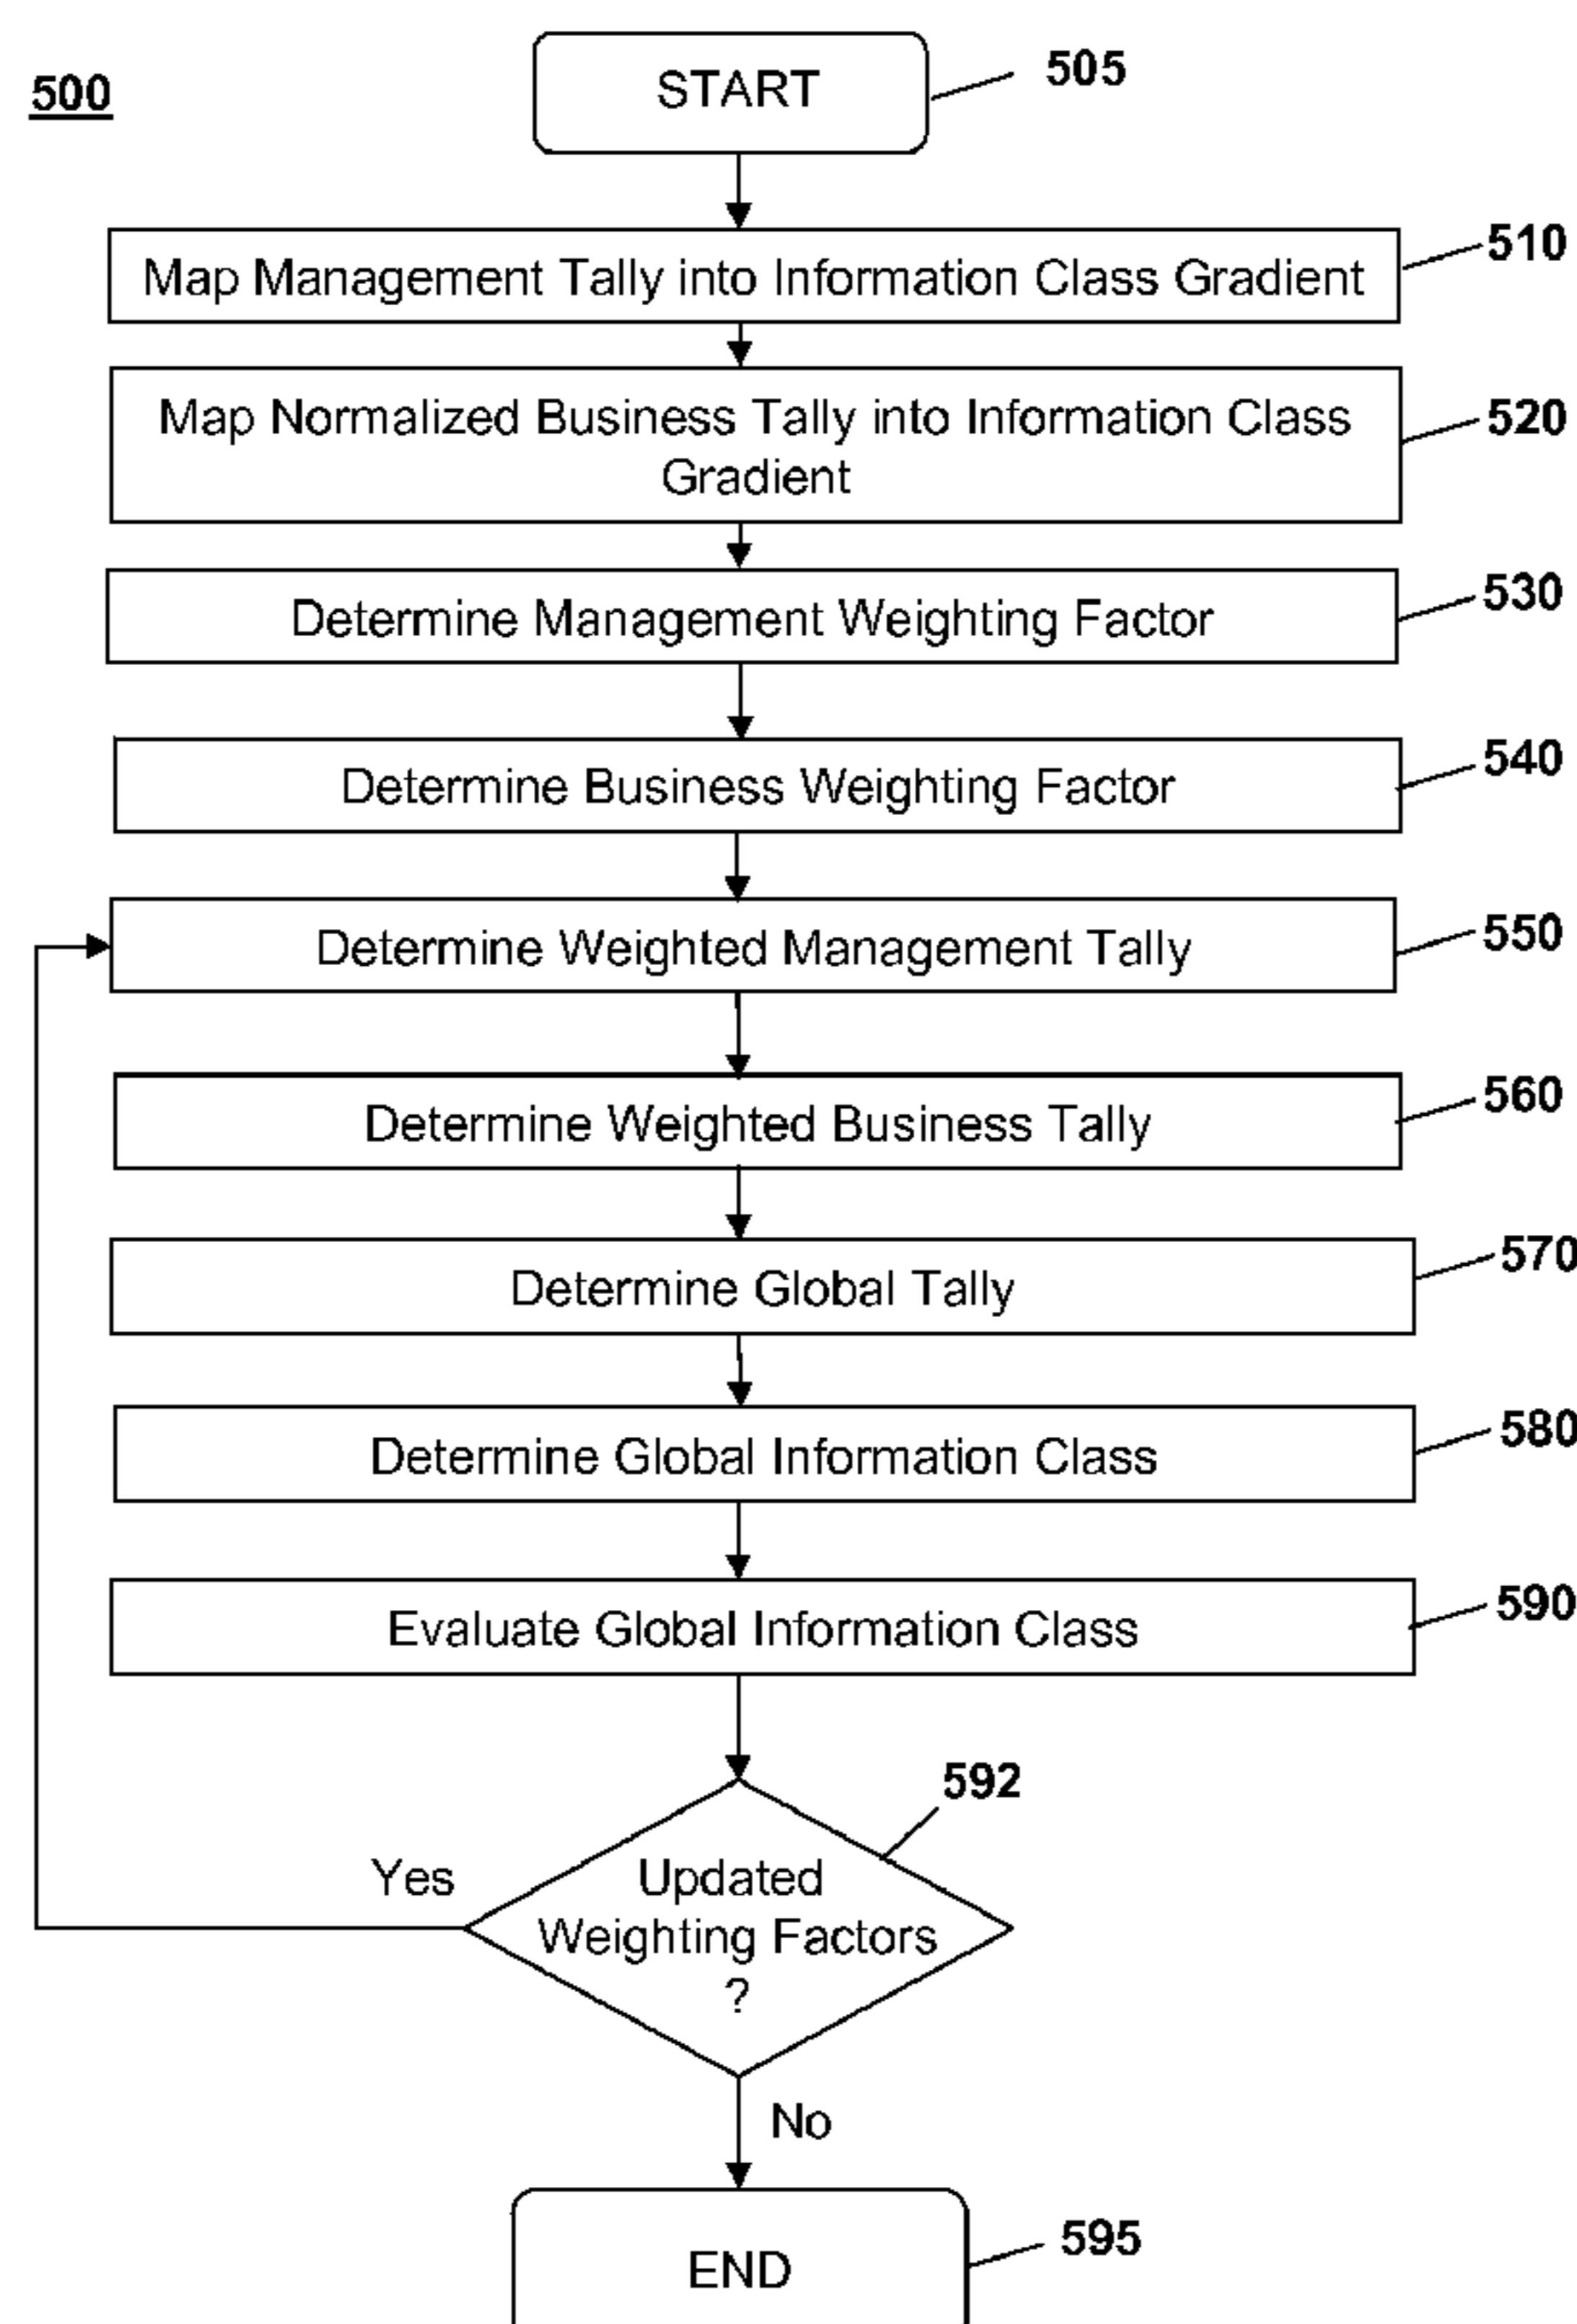 500
START
505
Map Management Tally into Information Class Gradient
510
Map Normalized Business Tally into Information Class
Gradient
520
Determine Management Weighting Factor
530
Determine Business Weighting Factor
540
Determine Weighted Management Tally
550
Determine Weighted Business Tally
560
Determine Global Tally
570
Determine Global Information Class
580
Evaluate Global Information Class
590
592
Yes
Updated
Weighting Factors
?
No
END
595